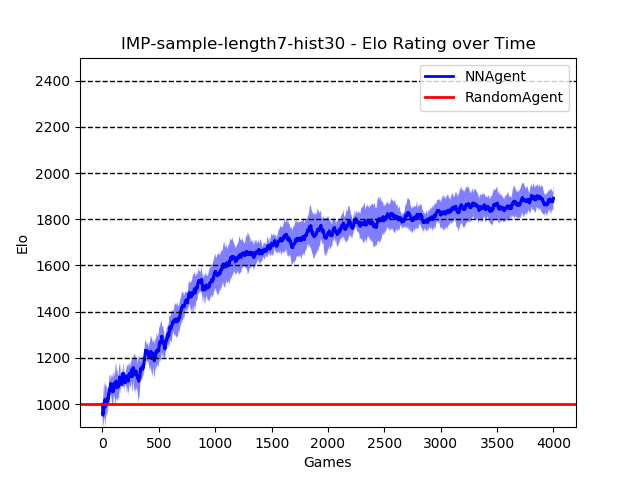 IMP-sample-length7-hist30 - Elo Rating over Time
NNAgent
RandomAgent
2400
2200
2000
1800
1600
1400
1200
1000
Elo
0 500 1000 1500 2000 2500 3000 3500 4000
Games